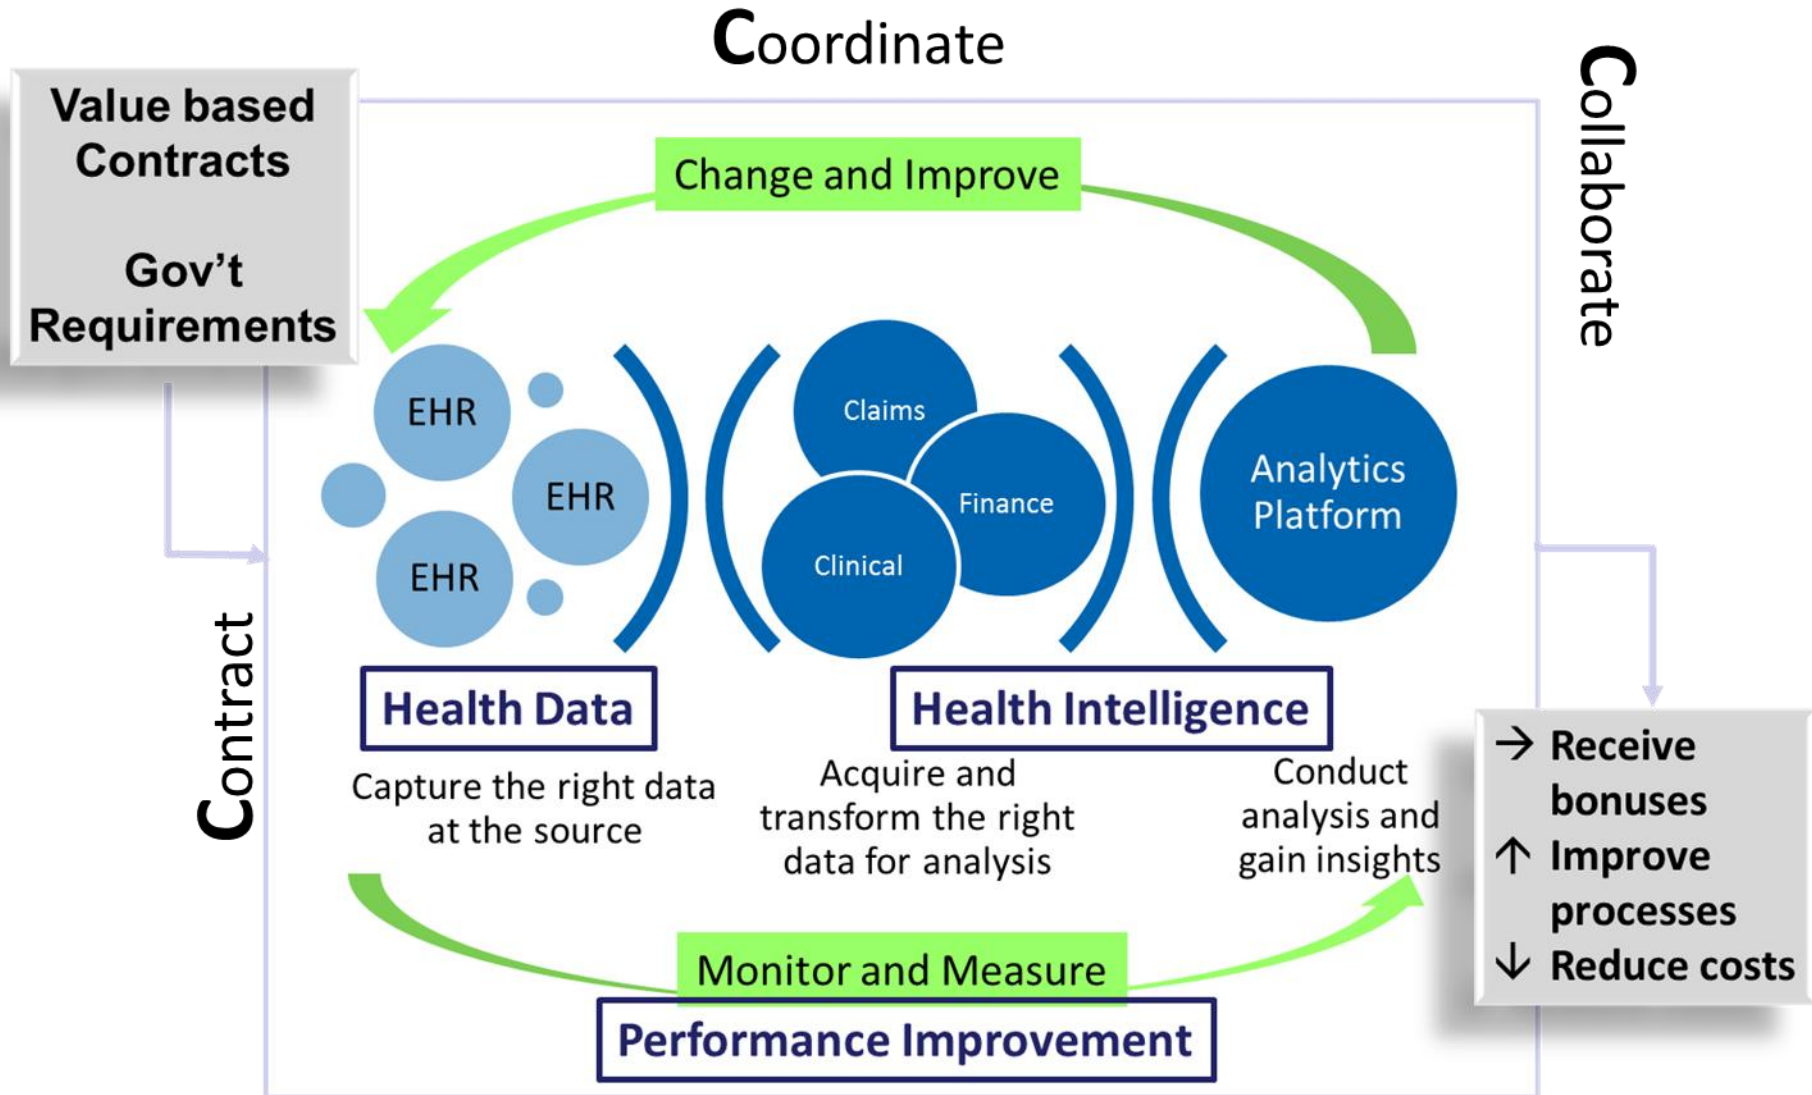 Coordinate
Collaborate
Value based
Contracts
Gov’t
Requirements
Change and Improve
EHR
EHR
EHR
Claims
Finance
Clinical
Analytics
Platform
Contract
Health Data
Health Intelligence
Capture the right data
at the source
Acquire and
transform the right
data for analysis
Conduct
analysis and
gain insights
→ Receive
bonuses
↑ Improve
processes
↓ Reduce costs
Monitor and Measure
Performance Improvement